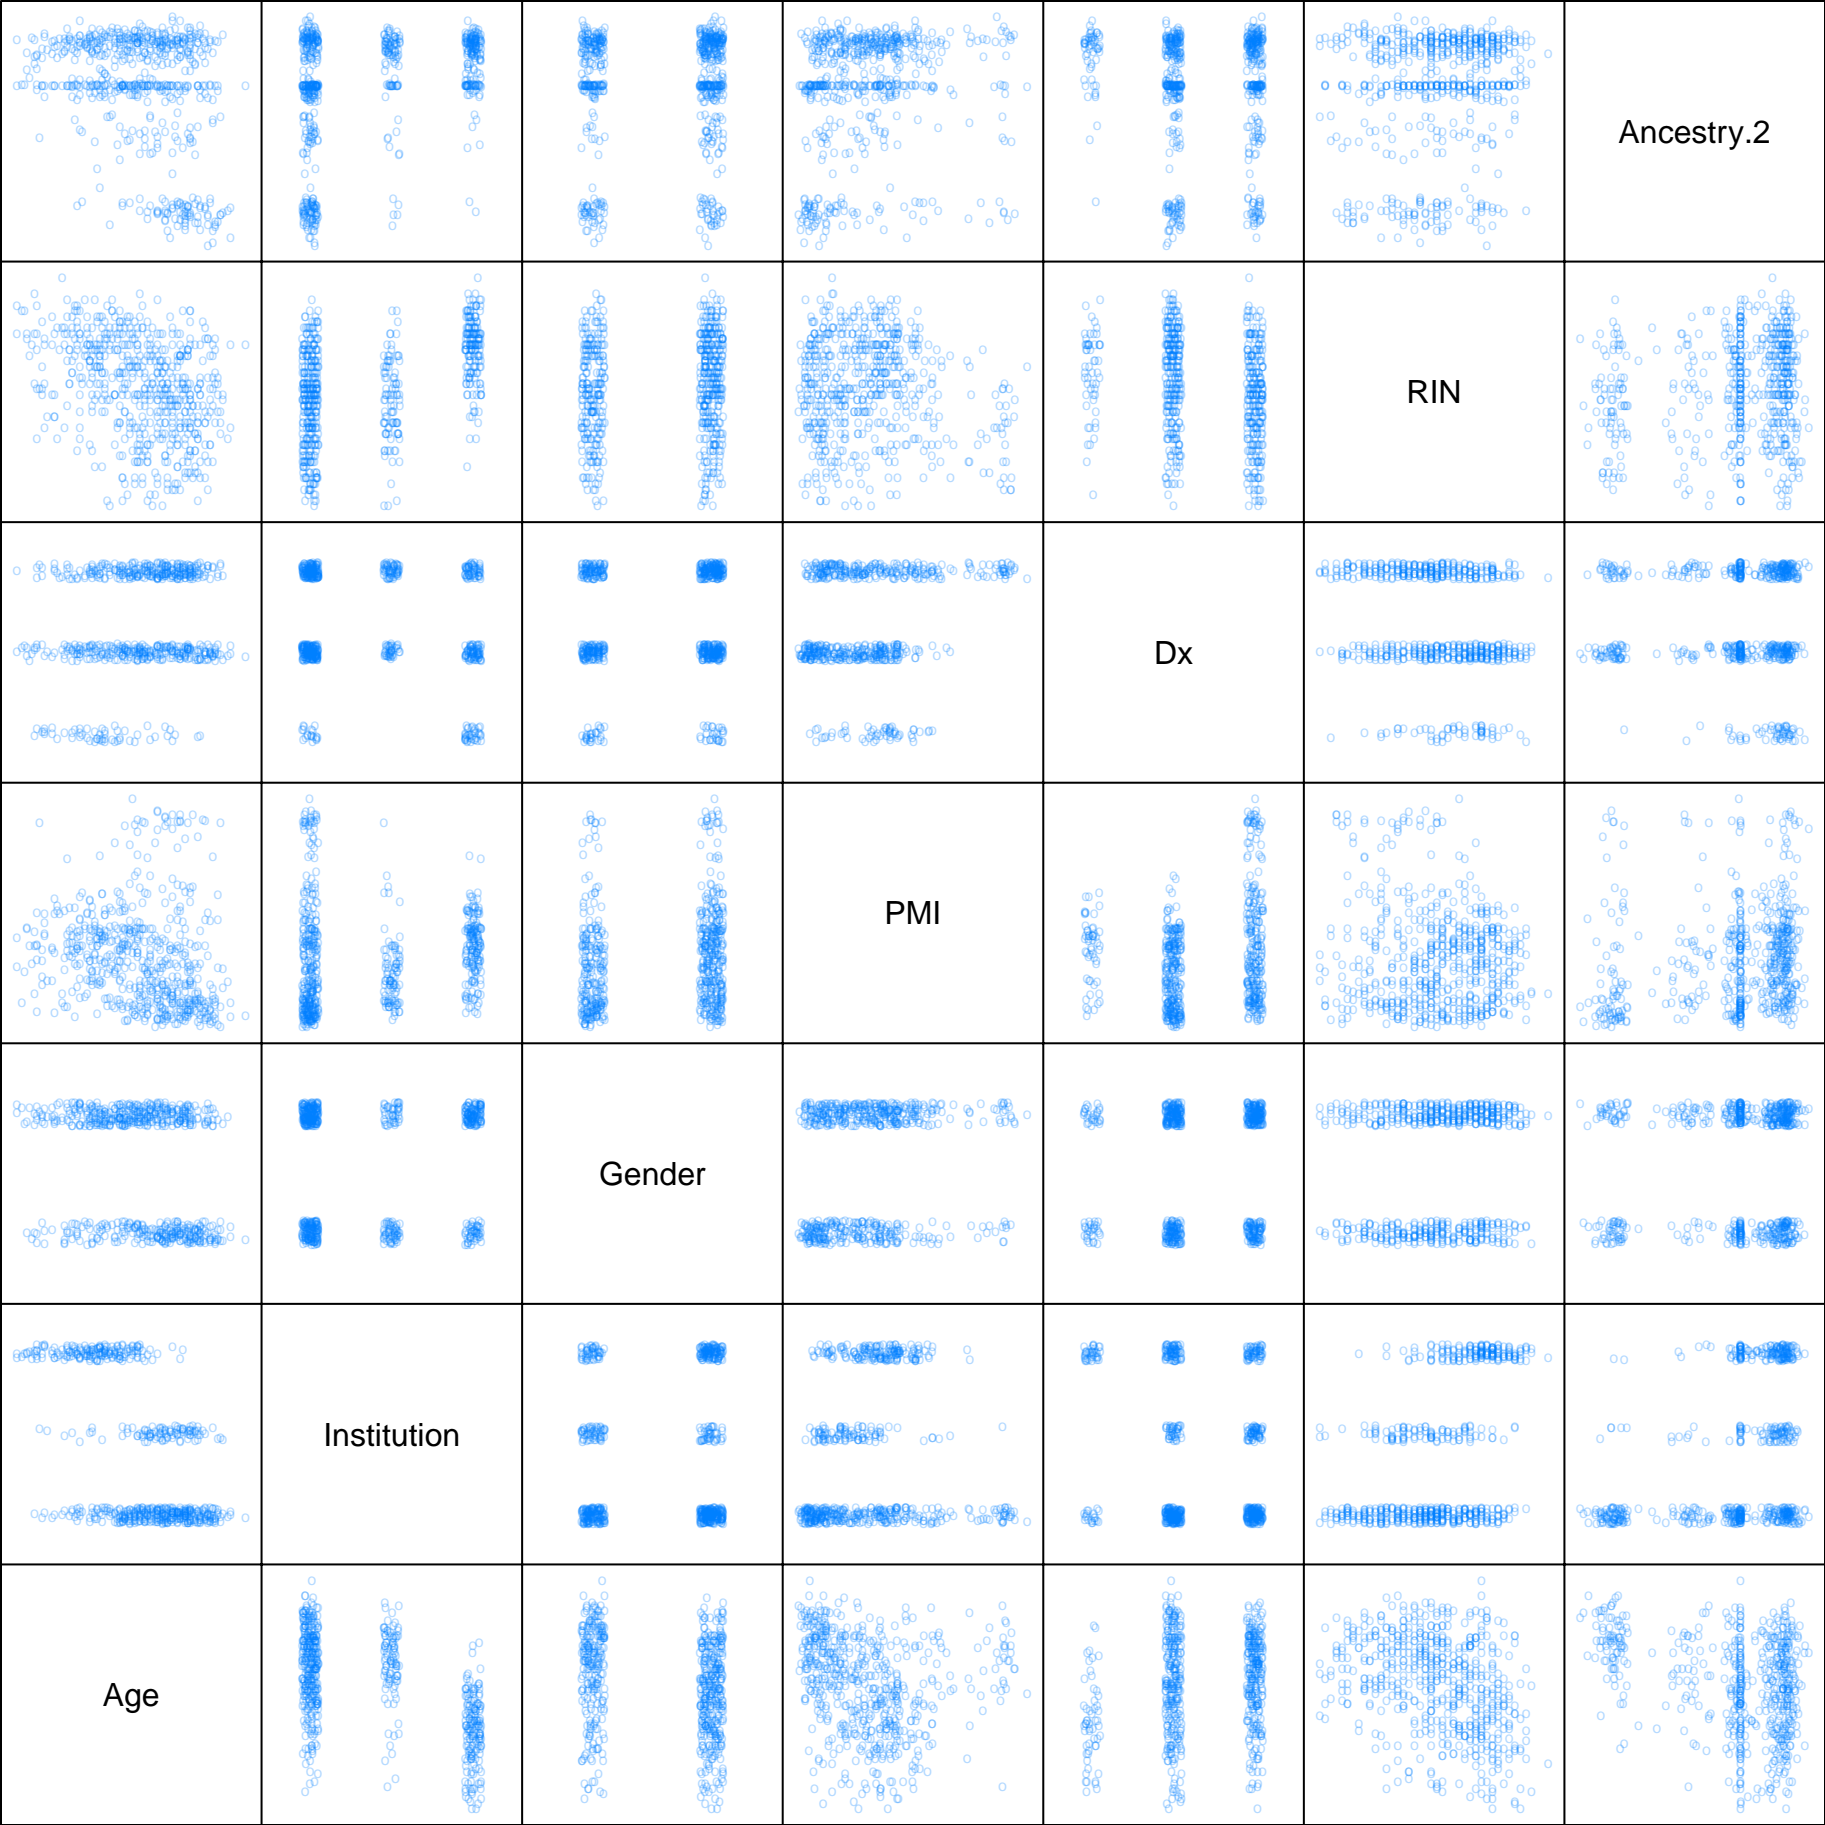 Ancestry.2
RIN
Dx
PMI
Gender
Institution
Age